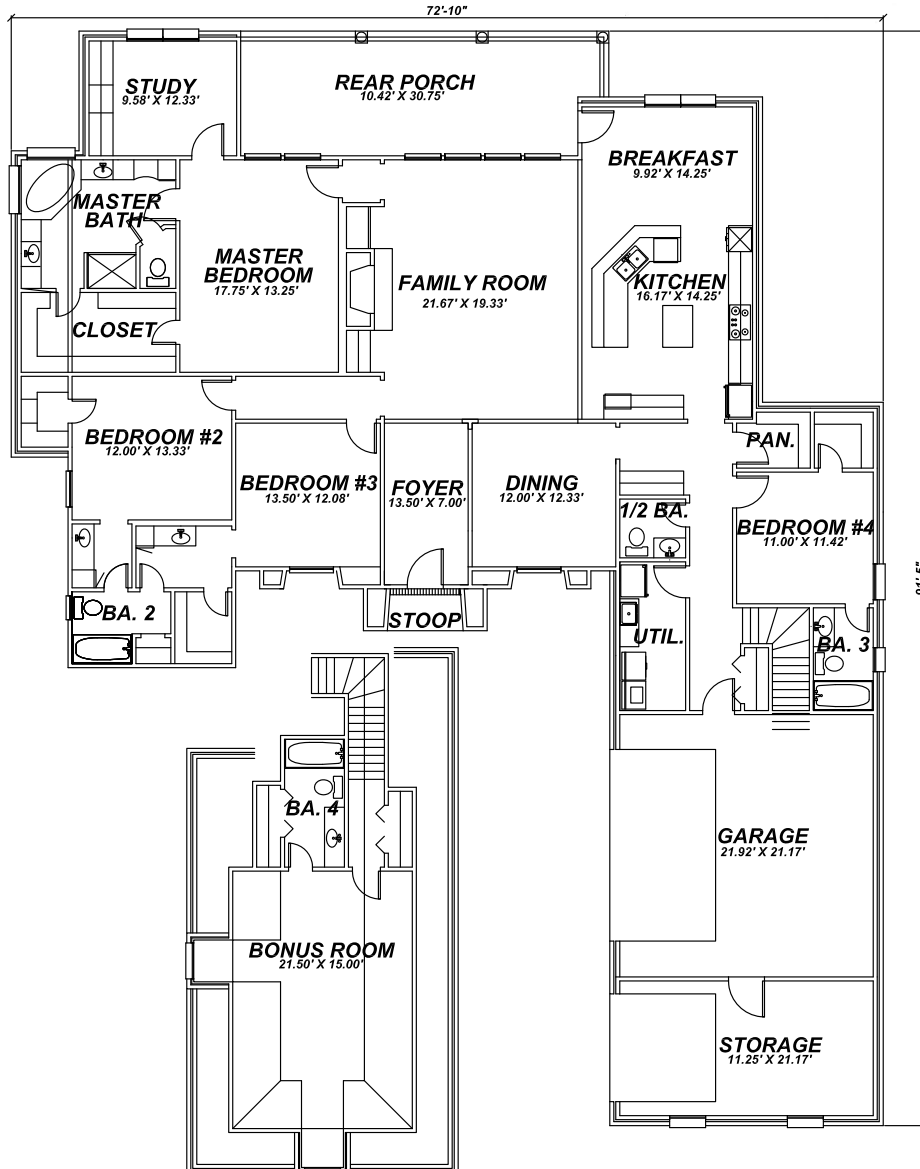 72'-10"
STUDY
9.58' X 12.33'
REAR PORCH
10.42' X 30.75'
BREAKFAST
9.92' X 14.25'
MASTER
BATH
MASTER
BEDROOM
17.75' X 13.25'
FAMILY ROOM
21.67' X 19.33'
KITCHEN
16.17' X 14.25'
CLOSET
BEDROOM #2
12.00' X 13.33'
PAN.
BEDROOM #3
13.50' X 12.08'
FOYER
13.50' X 7.00'
DINING
12.00' X 12.33'
1/2 BA.
BEDROOM #4
11.00' X 11.42'
BA. 2
STOOP
UTIL.
BA. 3
BA. 4
GARAGE
21.92' X 21.17'
BONUS ROOM
21.50' X 15.00'
STORAGE
11.25' X 21.17'